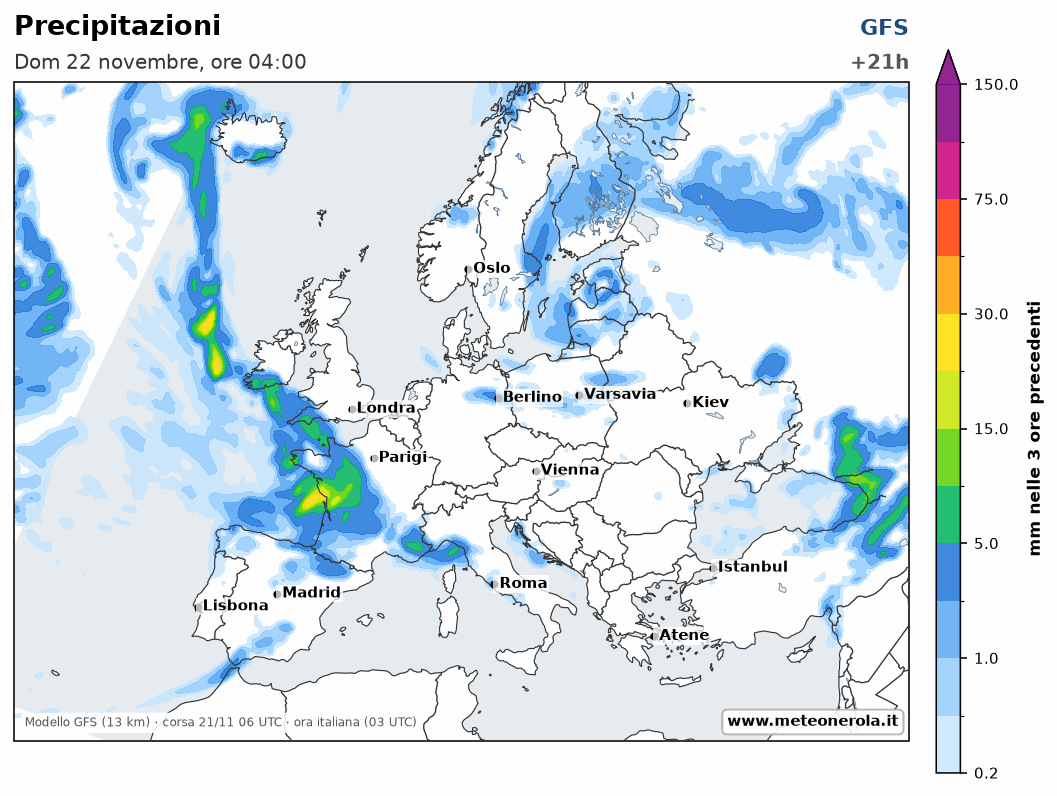 Precipitazioni
GFS
Dom 22 novembre, ore 04:00
+21h
150.0
75.0
30.0
15.0
5.0
1.0
0.2
mm nelle 3 ore precedenti
Oslo
Londra
Berlino
Varsavia
Kiev
Parigi
Vienna
Istanbul
Roma
Madrid
Lisbona
Atene
Modello GFS (13 km) · corsa 21/11 06 UTC · ora italiana (03 UTC)
www.meteonerola.it